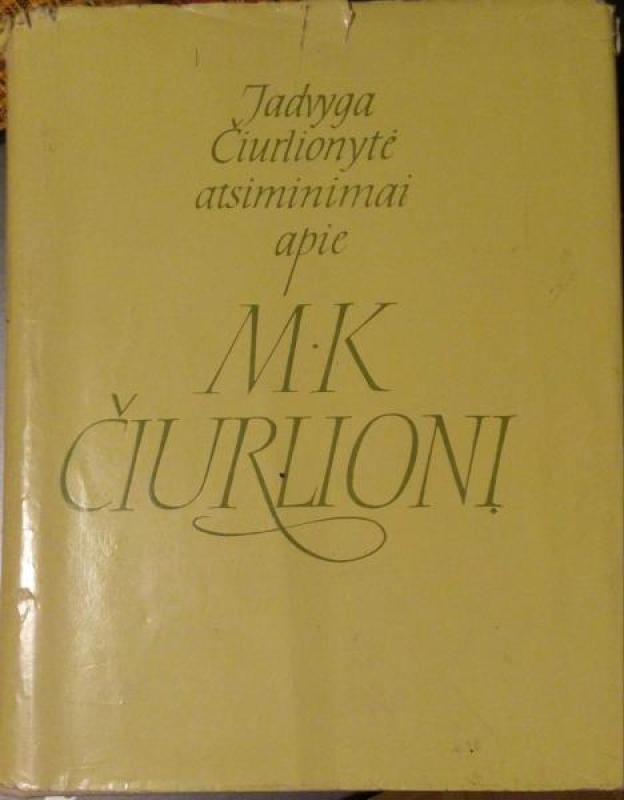 Jadvyga
Čiurlionytė
atsiminimai
apie
M·K
ČIURLIONĮ